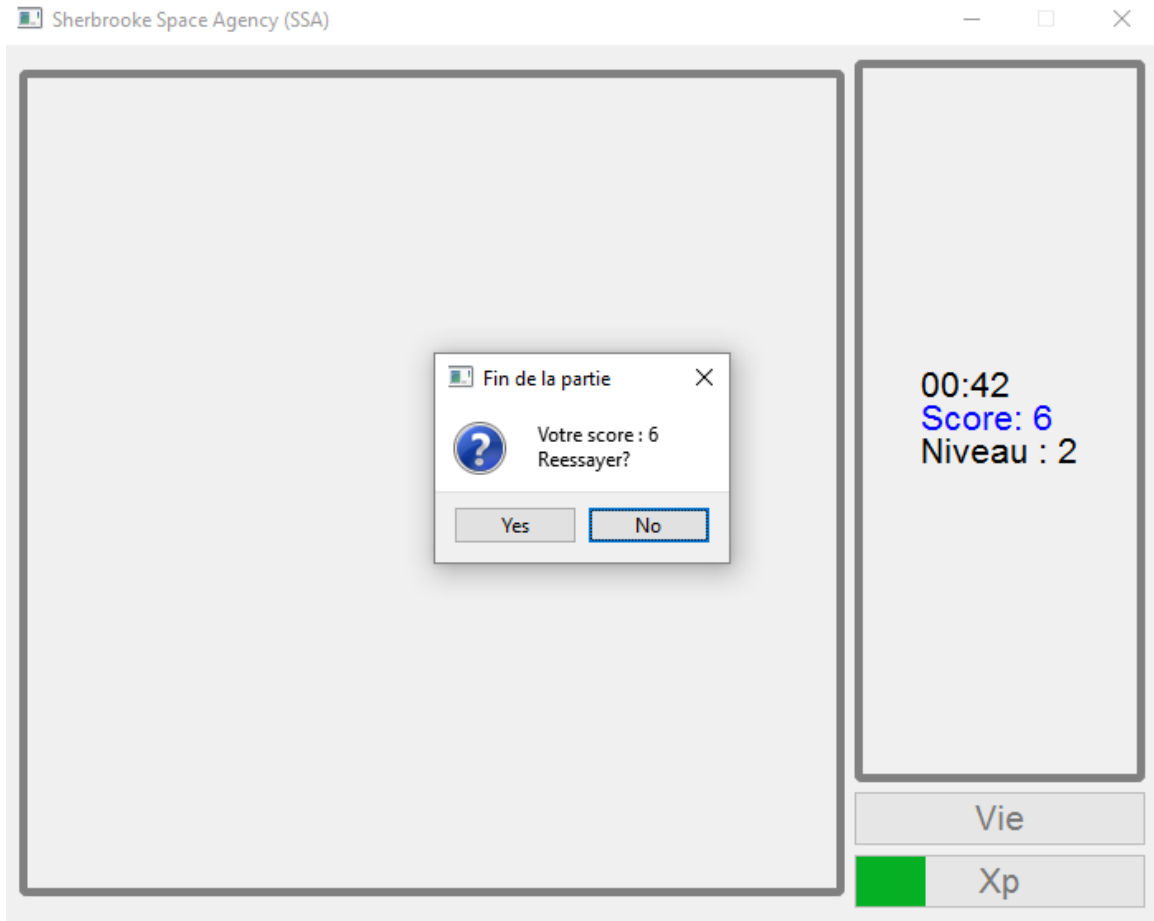 Sherbrooke Space Agency (SSA)
Fin de la partie
Votre score : 6
Reessayer?
Yes
No
00:42
Score: 6
Niveau : 2
Vie
Xp